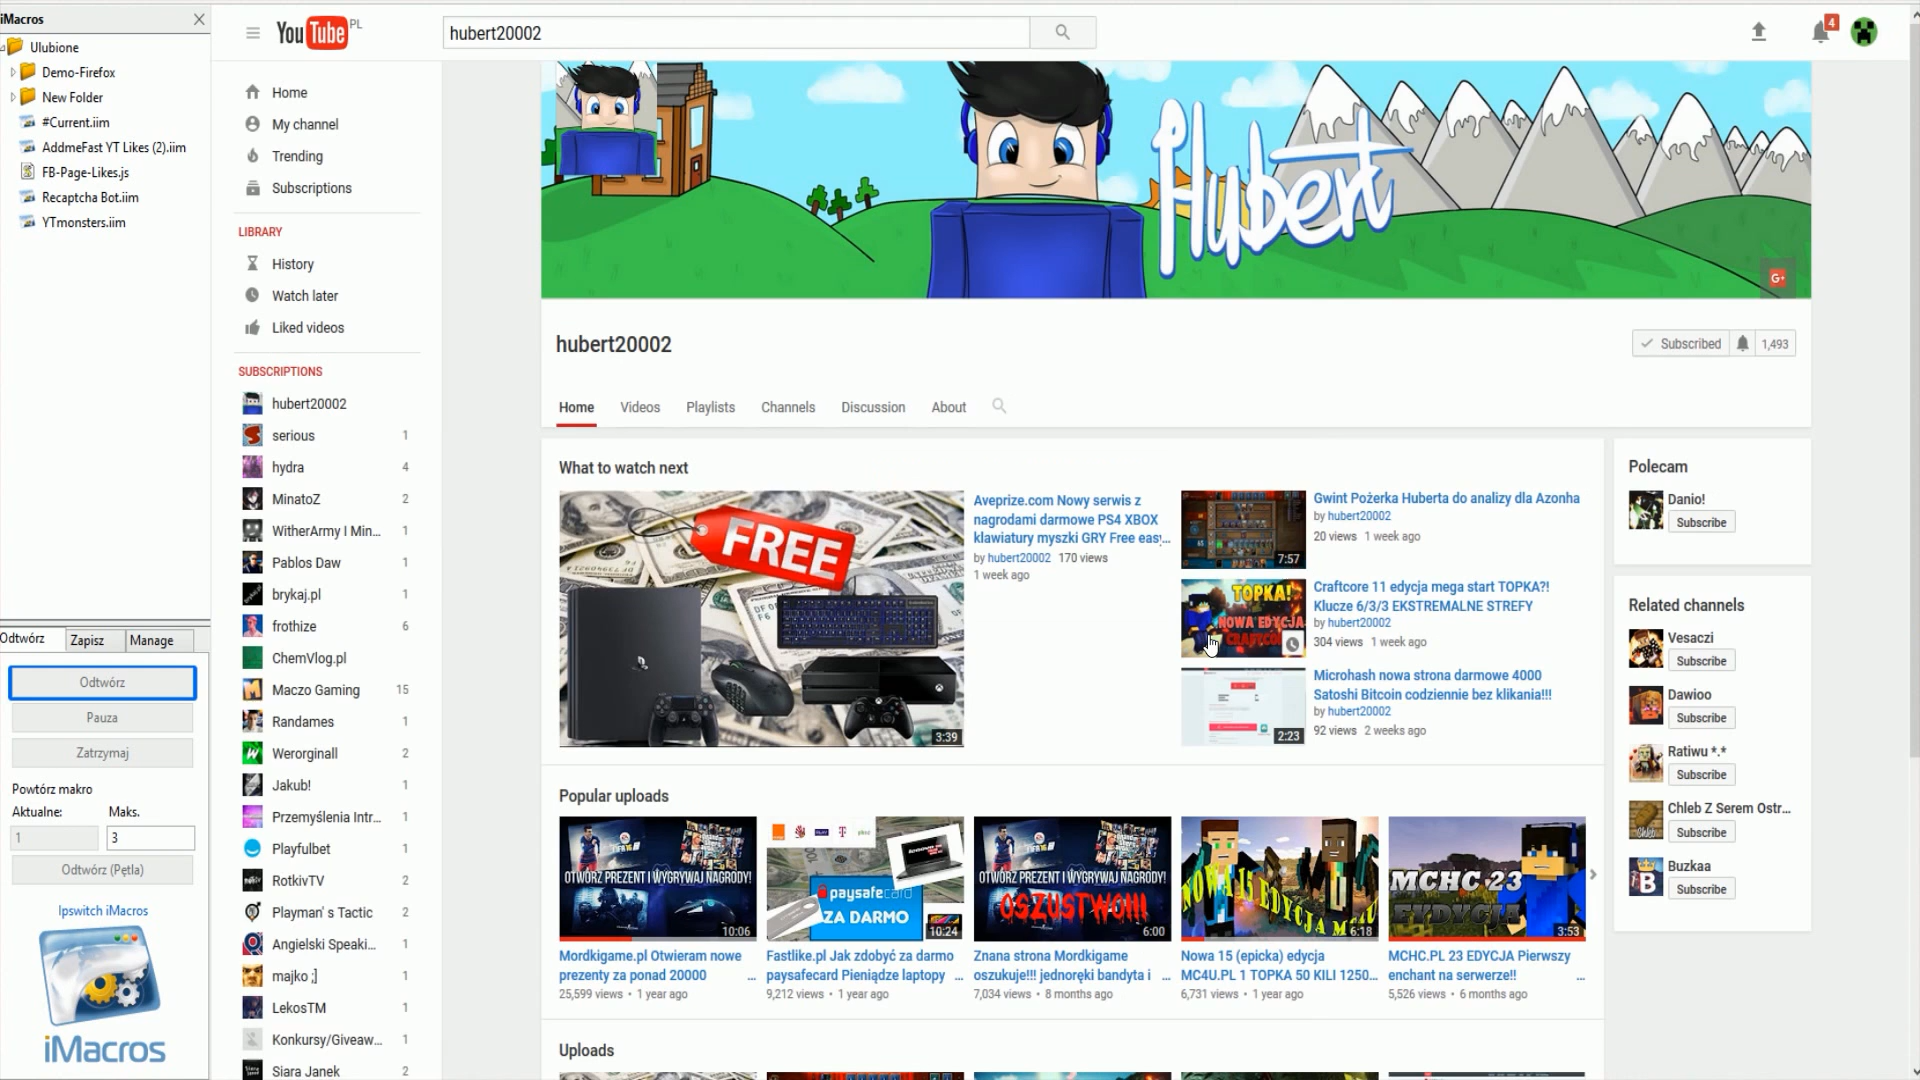 iMacros
Ulubione
Demo-Firefox
New Folder
#Current.iim
AddmeFast YT Likes (2).iim
FB-Page-Likes.js
Recaptcha Bot.iim
YTmonsters.iim
Odtwórz
Zapisz
Manage
Odtwórz
Pauza
Zatrzymaj
Powtórz makro
Aktualne:
Maks.
1
3
Odtwórz (Pętla)
Ipswitch iMacros
iMacros
YouTube PL
hubert20002
4
Home
My channel
Trending
Subscriptions
LIBRARY
History
Watch later
Liked videos
SUBSCRIPTIONS
hubert20002
serious 1
hydra 4
MinatoZ 2
WitherArmy I Min... 1
Pablos Daw 1
brykaj.pl 1
frothize 6
ChemVlog.pl
Maczo Gaming 15
Randames 1
Werorginall 2
Jakub! 1
Przemyślenia Intr... 1
Playfulbet 1
RotkivTV 2
Playman`s Tactic 2
Angielski Speaki... 1
majko ;] 1
LekosTM 1
Konkursy/Giveaw... 1
Siara Janek 2
Hubert
G+
hubert20002
Subscribed
1,493
Home
Videos
Playlists
Channels
Discussion
About
What to watch next
FREE
3:39
Aveprize.com Nowy serwis z
nagrodami darmowe PS4 XBOX
klawiatury myszki GRY Free easy...
by hubert20002 170 views
1 week ago
7:57
Gwint Pożerka Huberta do analizy dla Azonha
by hubert20002
20 views 1 week ago
TOPKA!
NOWA EDYCJA
Craftcore 11 edycja mega start TOPKA?!
Klucze 6/3/3 EKSTREMALNE STREFY
by hubert20002
304 views 1 week ago
2:23
Microhash nowa strona darmowe 4000
Satoshi Bitcoin codziennie bez klikania!!!
by hubert20002
92 views 2 weeks ago
Popular uploads
OTWÓRZ PREZENT I WYGRYWAJ NAGRODY!
10:06
Mordkigame.pl Otwieram nowe
prezenty za ponad 20000 ...
25,599 views • 1 year ago
paysafecard
ZA DARMO
10:24
Fastlike.pl Jak zdobyć za darmo
paysafecard Pieniądze laptopy ...
9,212 views • 1 year ago
OTWÓRZ PREZENT I WYGRYWAJ NAGRODY!
OSZUSTWO!!!
6:00
Znana strona Mordkigame
oszukuje!!! jednoręki bandyta i ...
7,034 views • 8 months ago
6:18
Nowa 15 (epicka) edycja
MC4U.PL 1 TOPKA 50 KILI 1250...
6,731 views • 1 year ago
MCHC 23
EDYCJA
3:53
MCHC.PL 23 EDYCJA Pierwszy
enchant na serwerze!! ...
5,526 views • 6 months ago
Uploads
Polecam
Danio!
Subscribe
Related channels
Vesaczi
Subscribe
Dawioo
Subscribe
Ratiwu *.*
Subscribe
Chleb Z Serem Ostr...
Subscribe
Buzkaa
Subscribe